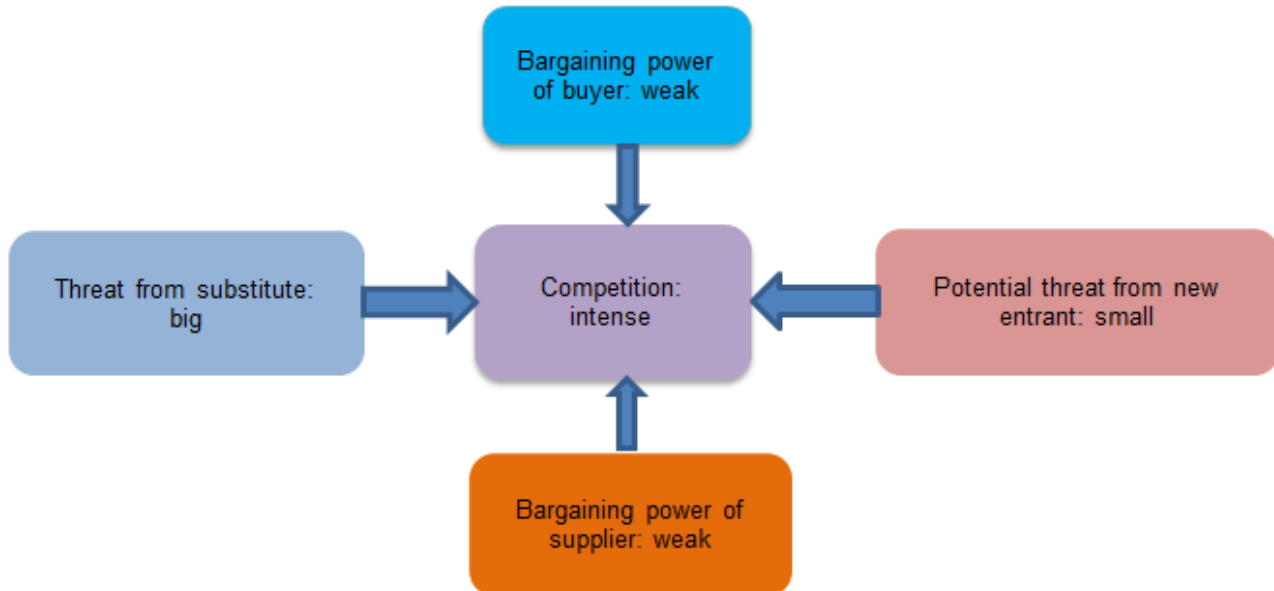 Bargaining power
of buyer: weak
Threat from substitute:
big
Competition:
intense
Potential threat from new
entrant: small
Bargaining power of
supplier: weak